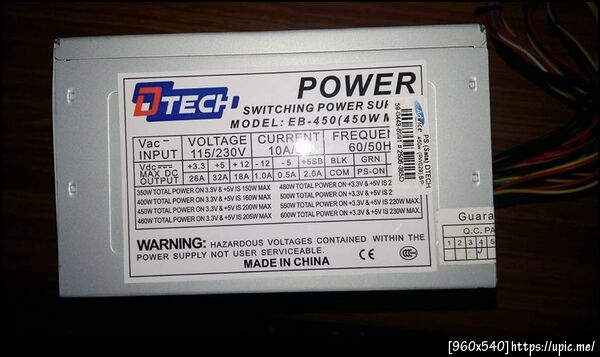 DTECH
POWER
SWITCHING POWER SUP
MODEL: EB-450(450W M
Vac~ INPUT VOLTAGE 115/230V CURRENT 10A/ FREQUEN 60/50H
Vdc MAX DC OUTPUT
+3.3 +5 +12 -12 -5 +5SB BLK GRN
26A 32A 18A 1.0A 0.5A 2.0A COM PS-ON
350W TOTAL POWER ON 3.3V & +5V IS 150W MAX
400W TOTAL POWER ON 3.3V & +5V IS 160W MAX
450W TOTAL POWER ON 3.3V & +5V IS 200W MAX
460W TOTAL POWER ON 3.3V & +5V IS 205W MAX
480W TOTAL POWER ON +3.3V & +5V IS 2
500W TOTAL POWER ON +3.3V & +5V IS 2
550W TOTAL POWER ON +3.3V & +5V IS 220W MAX.
600W TOTAL POWER ON +3.3V & +5V IS 230W MAX.
WARNING: HAZARDOUS VOLTAGES CONTAINED WITHIN THE
POWER SUPPLY NOT USER SERVICEABLE.
MADE IN CHINA
CE
CCC
PS (Sata) DTECH
Guara
Q.C. PA
1 2 3 4 5
[960x540]https://upic.me/